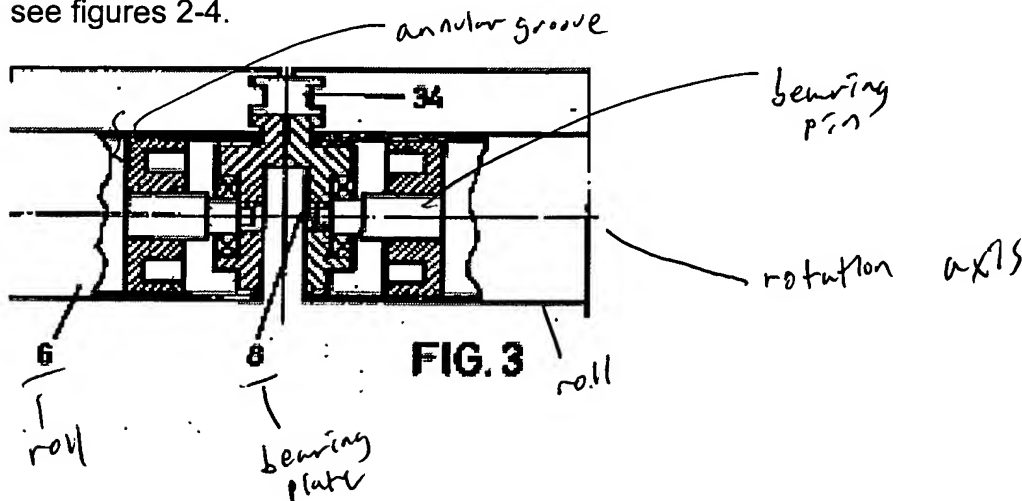 see figures 2-4.
annular groove
34
bearing
pin
rotation axis
6
8
FIG. 3
roll
roll
bearing
plate